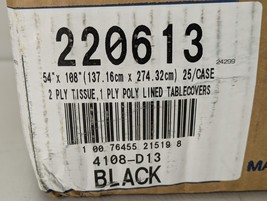 220613
24299
54"x 108"(137.16cm x 274.32cm) 25/CASE
2 PLY TISSUE,1 PLY POLY LINED TABLECOVERS
1 00 76455 21519 8
4108-D13
BLACK
MA